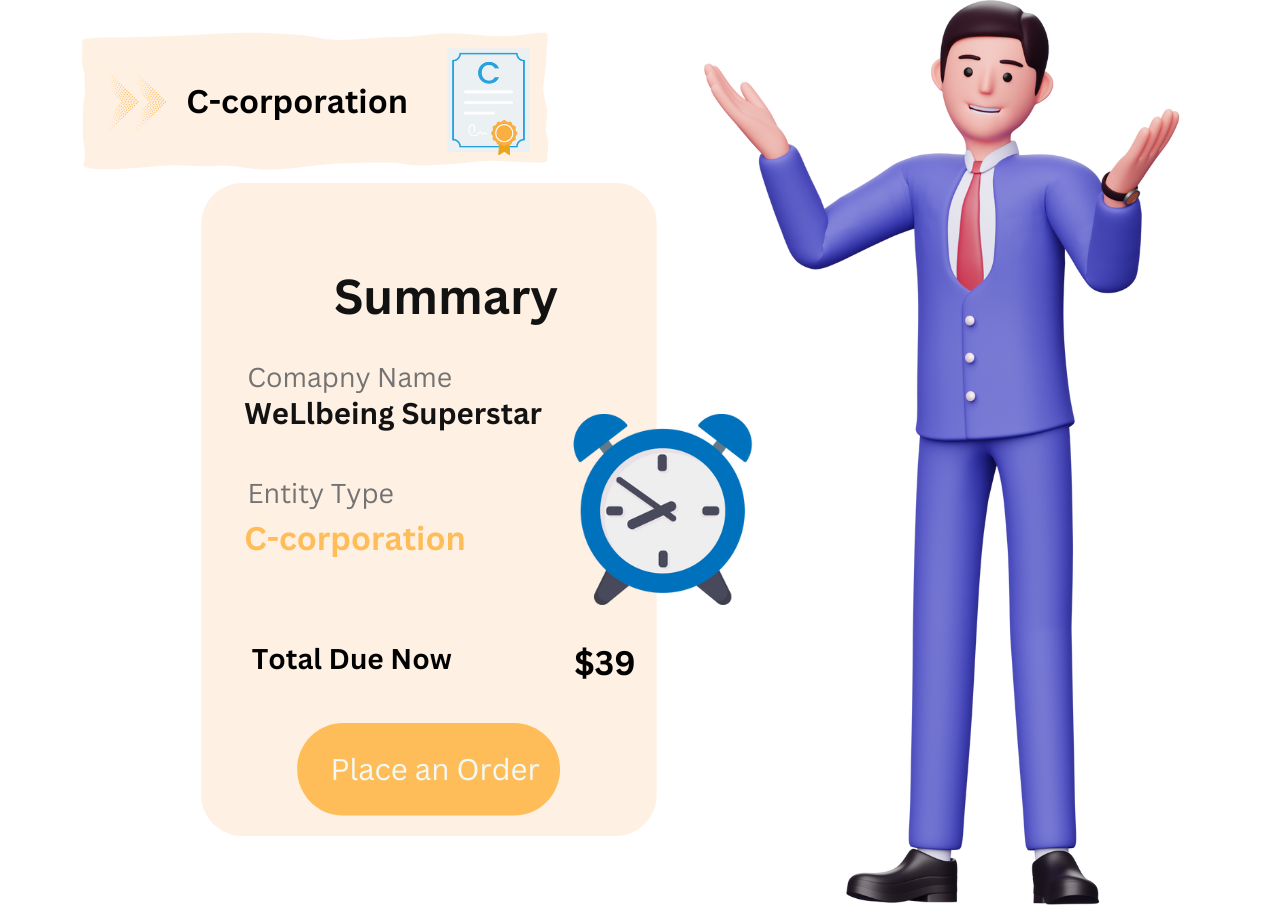 C-corporation
C
Summary
Comapny Name
WeLlbeing Superstar
Entity Type
C-corporation
Total Due Now $39
Place an Order